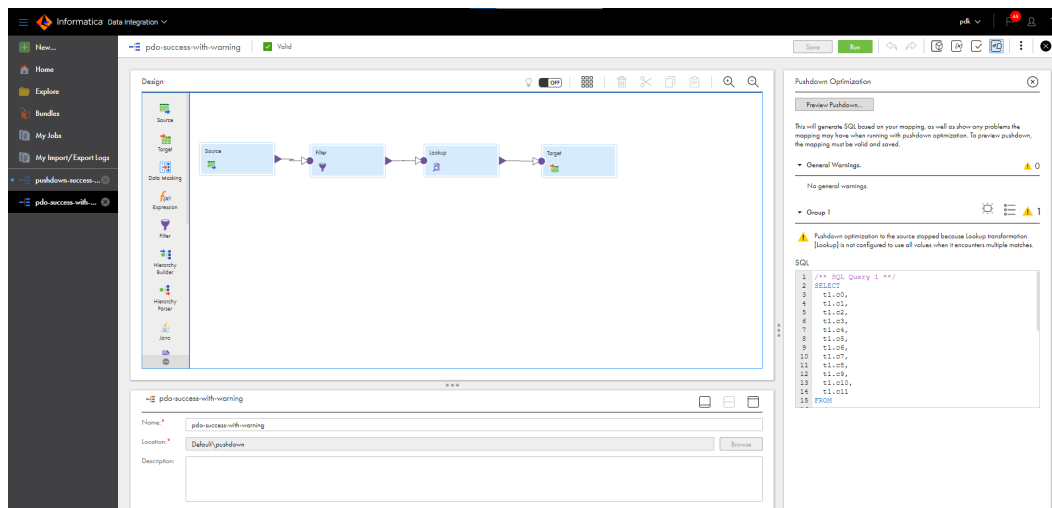 Informatica Data Integration
pdk
46
New...
Home
Explore
Bundles
My Jobs
My Import/Export Logs
pushdown-success-...
pdo-success-with-...
pdo-success-with-warning
Valid
Save
Run
Design
OFF
Source
Target
Data Masking
Expression
Filter
Hierarchy
Builder
Hierarchy
Parser
Java
Source
Filter
Lookup
Target
pdo-success-with-warning
Name:*
pdo-success-with-warning
Location:*
Default\pushdown
Browse
Description:
Pushdown Optimization
Preview Pushdown...
This will generate SQL based on your mapping, as well as show any problems the
mapping may have when running with pushdown optimization. To preview pushdown,
the mapping must be valid and saved.
General Warnings.
0
No general warnings.
Group 1
1
Pushdown optimization to the source stopped because Lookup transformation
[Lookup] is not configured to use all values when it encounters multiple matches.
SQL
1 /** SQL Query 1 **/
2 SELECT
3 t1.c0,
4 t1.c1,
5 t1.c2,
6 t1.c3,
7 t1.c4,
8 t1.c5,
9 t1.c6,
10 t1.c7,
11 t1.c8,
12 t1.c9,
13 t1.c10,
14 t1.c11
15 FROM